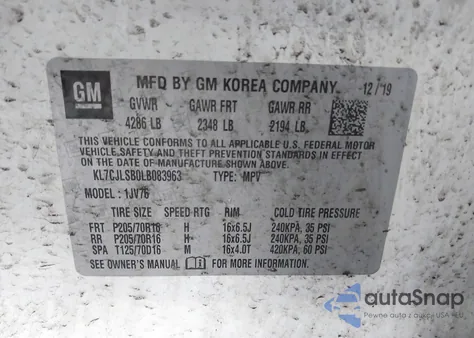 GM
MFD BY GM KOREA COMPANY 12/19
GVWR GAWR FRT GAWR RR
4286 LB 2348 LB 2194 LB
THIS VEHICLE CONFORMS TO ALL APPLICABLE U.S. FEDERAL MOTOR
VEHICLE SAFETY AND THEFT PREVENTION STANDARDS IN EFFECT ON
THE DATE OF MANUFACTURE SHOWN ABOVE.
KL7CJLSB0LB083963 TYPE: MPV
MODEL: 1JV76
TIRE SIZE SPEED RTG RIM COLD TIRE PRESSURE
FRT P205/70R16 H 16x6.5J 240KPA, 35 PSI
RR P205/70R16 H 16x6.5J 240KPA, 35 PSI
SPA T125/70D16 M 16x4.0T 420KPA, 60 PSI
SEE OWNER'S MANUAL FOR MORE INFORMATION.
autoSnap
Pewne auto z USA